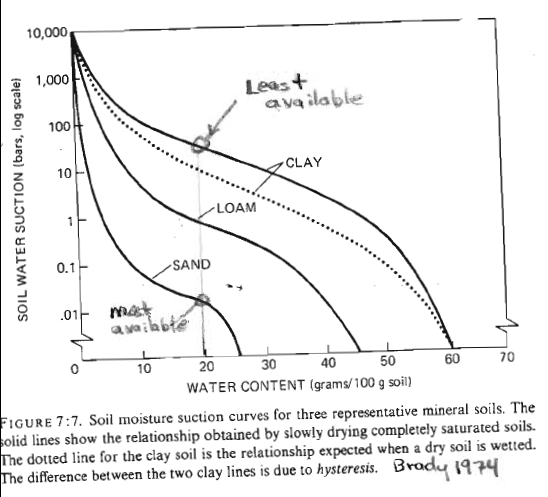 10,000
1,000
100
10
1
0.1
.01
SOIL WATER SUCTION (bars, log scale)
Least
available
CLAY
LOAM
SAND
most
available
0
10
20
30
40
50
60
70
WATER CONTENT (grams/100 g soil)
FIGURE 7:7. Soil moisture suction curves for three representative mineral soils. The
solid lines show the relationship obtained by slowly drying completely saturated soils.
The dotted line for the clay soil is the relationship expected when a dry soil is wetted.
The difference between the two clay lines is due to hysteresis. Brady 1974